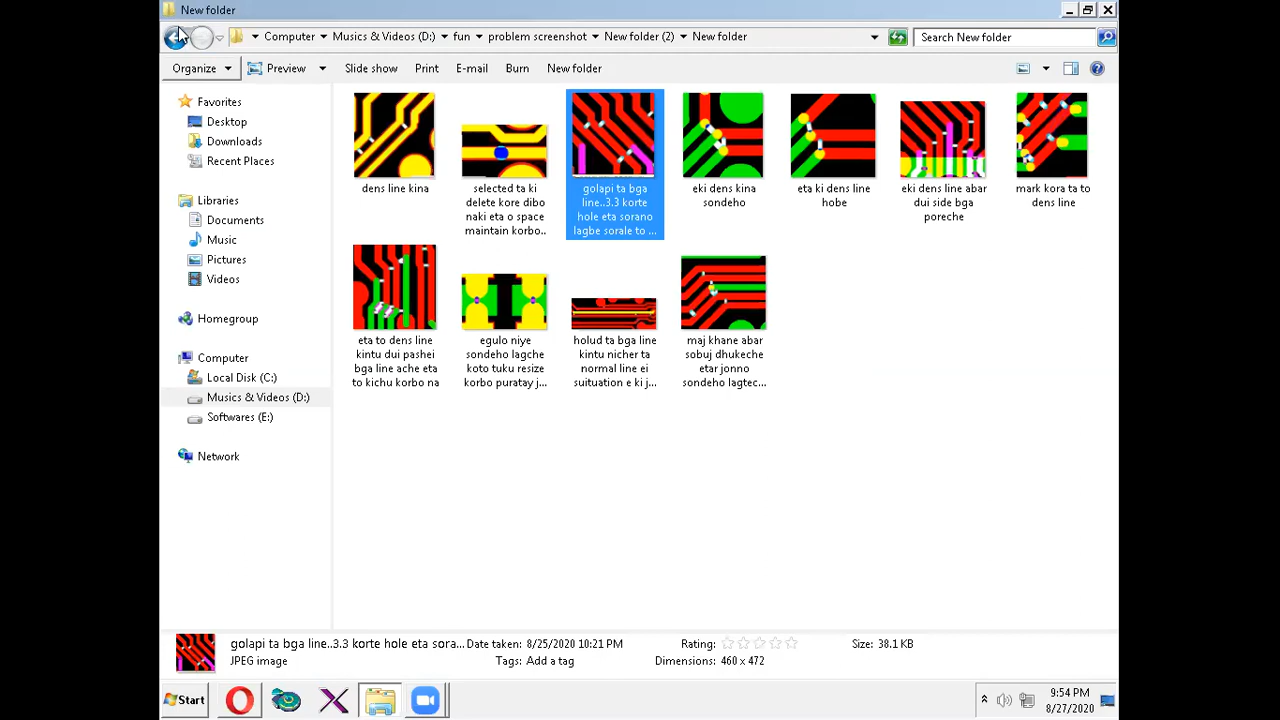 New folder
Computer
Musics & Videos (D:)
fun
problem screenshot
New folder (2)
New folder
Search New folder
Organize
Preview
Slide show
Print
E-mail
Burn
New folder
Favorites
Desktop
Downloads
Recent Places
Libraries
Documents
Music
Pictures
Videos
Homegroup
Computer
Local Disk (C:)
Musics & Videos (D:)
Softwares (E:)
Network
dens line kina
selected ta ki
delete kore dibo
naki eta o space
maintain korbo..
golapi ta bga
line..3.3 korte
hole eta sorano
lagbe sorale to ...
eki dens kina
sondeho
eta ki dens line
hobe
eki dens line abar
dui side bga
poreche
mark kora ta to
dens line
eta to dens line
kintu dui pashei
bga line ache eta
to kichu korbo na
egulo niye
sondeho lagche
koto tuku resize
korbo puratay j...
holud ta bga line
kintu nicher ta
normal line ei
suituation e ki j...
maj khane abar
sobuj dhukeche
etar jonno
sondeho lagtec...
golapi ta bga line..3.3 korte hole eta sora...
JPEG image
Date taken: 8/25/2020 10:21 PM
Tags: Add a tag
Rating:
Dimensions: 460 x 472
Size: 38.1 KB
Start
9:54 PM
8/27/2020